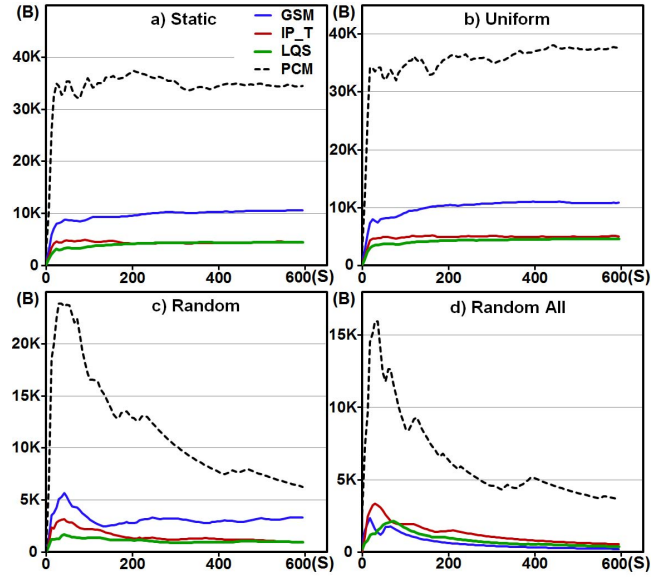 (B)
a) Static
GSM
IP_T
LQS
PCM
40K
30K
20K
10K
0
0
200
400
600(S)
(B)
b) Uniform
40K
30K
20K
10K
0
0
200
400
600(S)
(B)
c) Random
20K
15K
10K
5K
0
0
200
400
600(S)
(B)
d) Random All
15K
10K
5K
0
0
200
400
600(S)